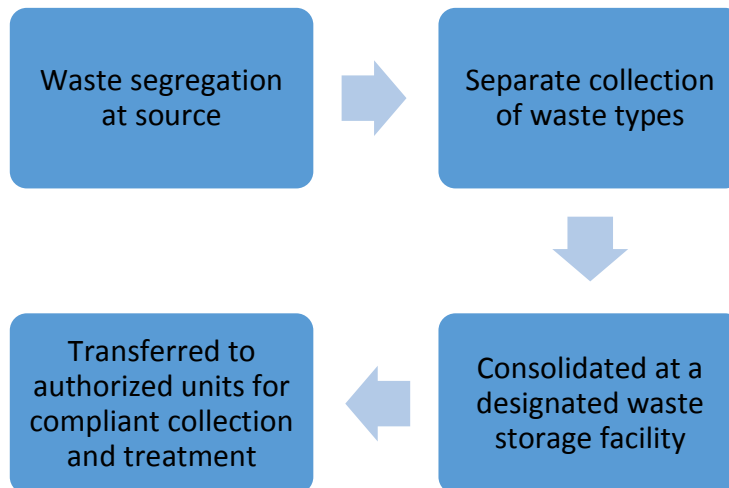 Waste segregation
at source
Separate collection
of waste types
Transferred to
authorized units for
compliant collection
and treatment
Consolidated at a
designated waste
storage facility